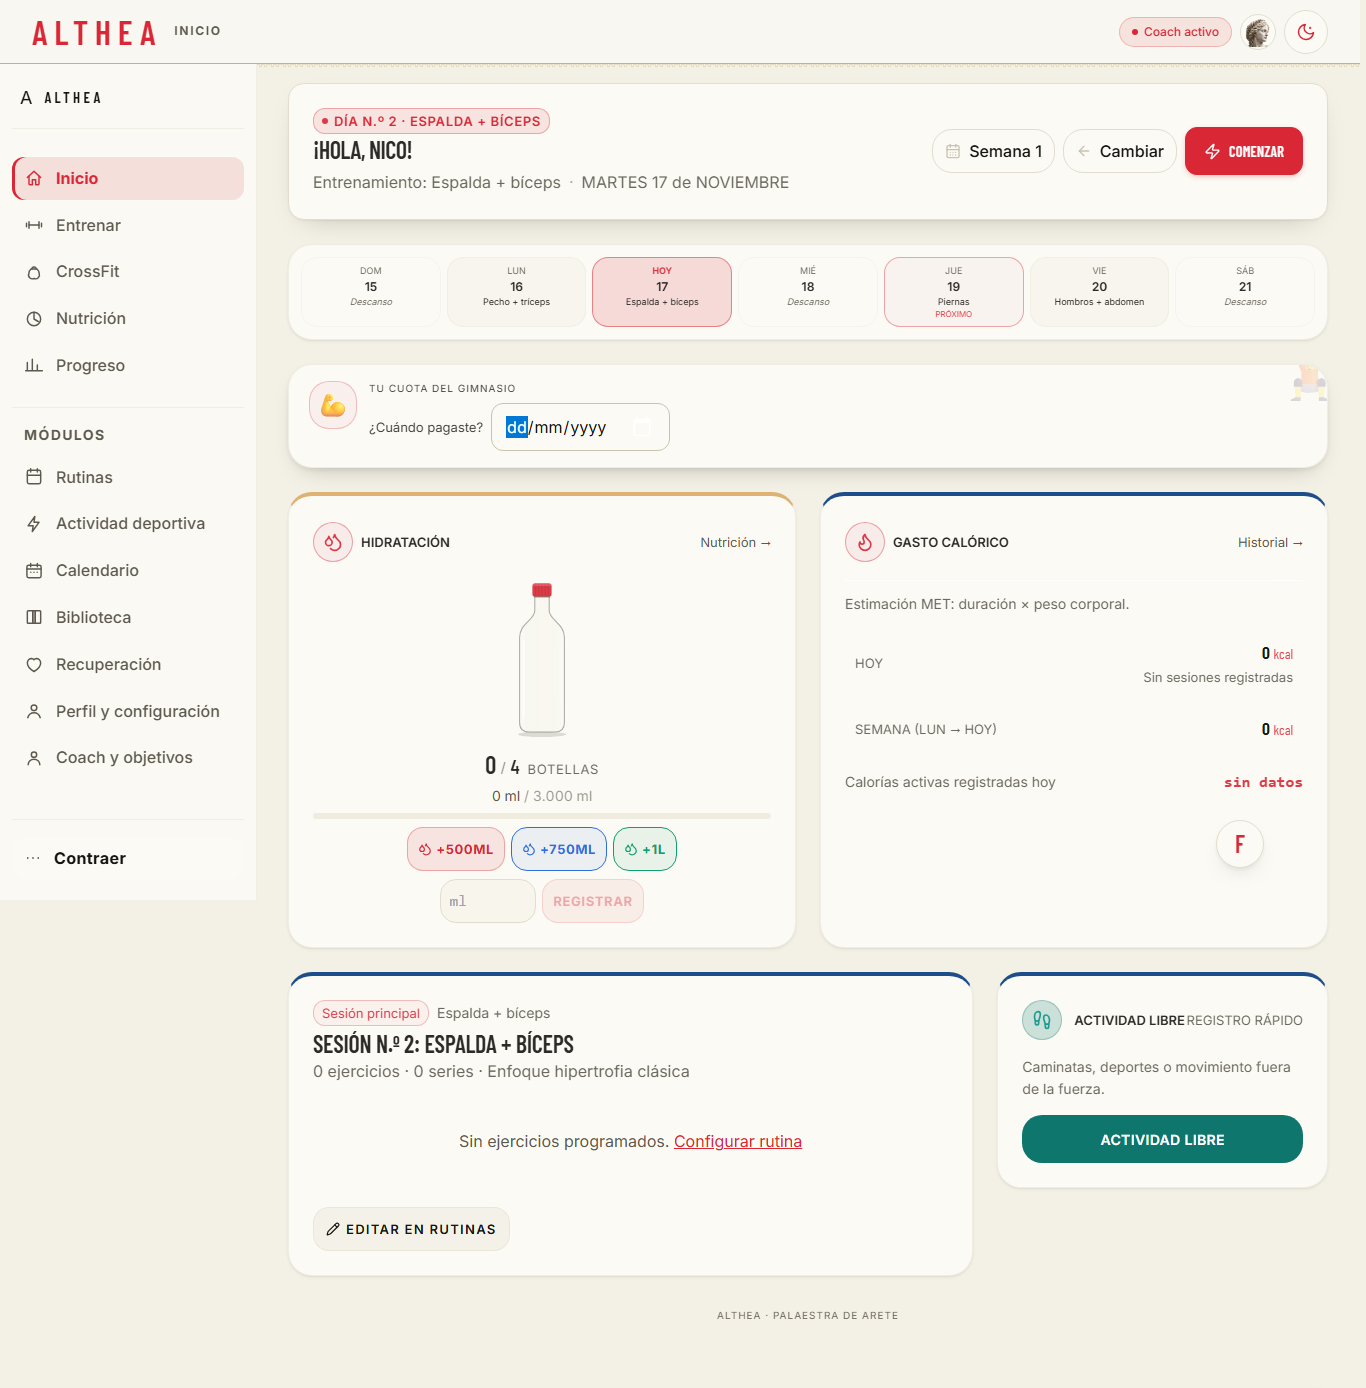 ALTHEA INICIO
Coach activo
A ALTHEA
Inicio
Entrenar
CrossFit
Nutrición
Progreso
MÓDULOS
Rutinas
Actividad deportiva
Calendario
Biblioteca
Recuperación
Perfil y configuración
Coach y objetivos
Contraer
DÍA N.º 2 · ESPALDA + BÍCEPS
¡HOLA, NICO!
Entrenamiento: Espalda + bíceps · MARTES 17 de NOVIEMBRE
Semana 1
Cambiar
COMENZAR
DOM
15
Descanso
LUN
16
Pecho + tríceps
HOY
17
Espalda + bíceps
MIÉ
18
Descanso
JUE
19
Piernas
PRÓXIMO
VIE
20
Hombros + abdomen
SÁB
21
Descanso
TU CUOTA DEL GIMNASIO
¿Cuándo pagaste? dd/mm/yyyy
HIDRATACIÓN
Nutrición →
0 / 4 BOTELLAS
0 ml / 3.000 ml
+500ML
+750ML
+1L
ml
REGISTRAR
GASTO CALÓRICO
Historial →
Estimación MET: duración × peso corporal.
HOY
0 kcal
Sin sesiones registradas
SEMANA (LUN → HOY)
0 kcal
Calorías activas registradas hoy
sin datos
F
Sesión principal Espalda + bíceps
SESIÓN N.º 2: ESPALDA + BÍCEPS
0 ejercicios · 0 series · Enfoque hipertrofia clásica
Sin ejercicios programados. Configurar rutina
EDITAR EN RUTINAS
ACTIVIDAD LIBRE REGISTRO RÁPIDO
Caminatas, deportes o movimiento fuera
de la fuerza.
ACTIVIDAD LIBRE
ALTHEA · PALAESTRA DE ARETE